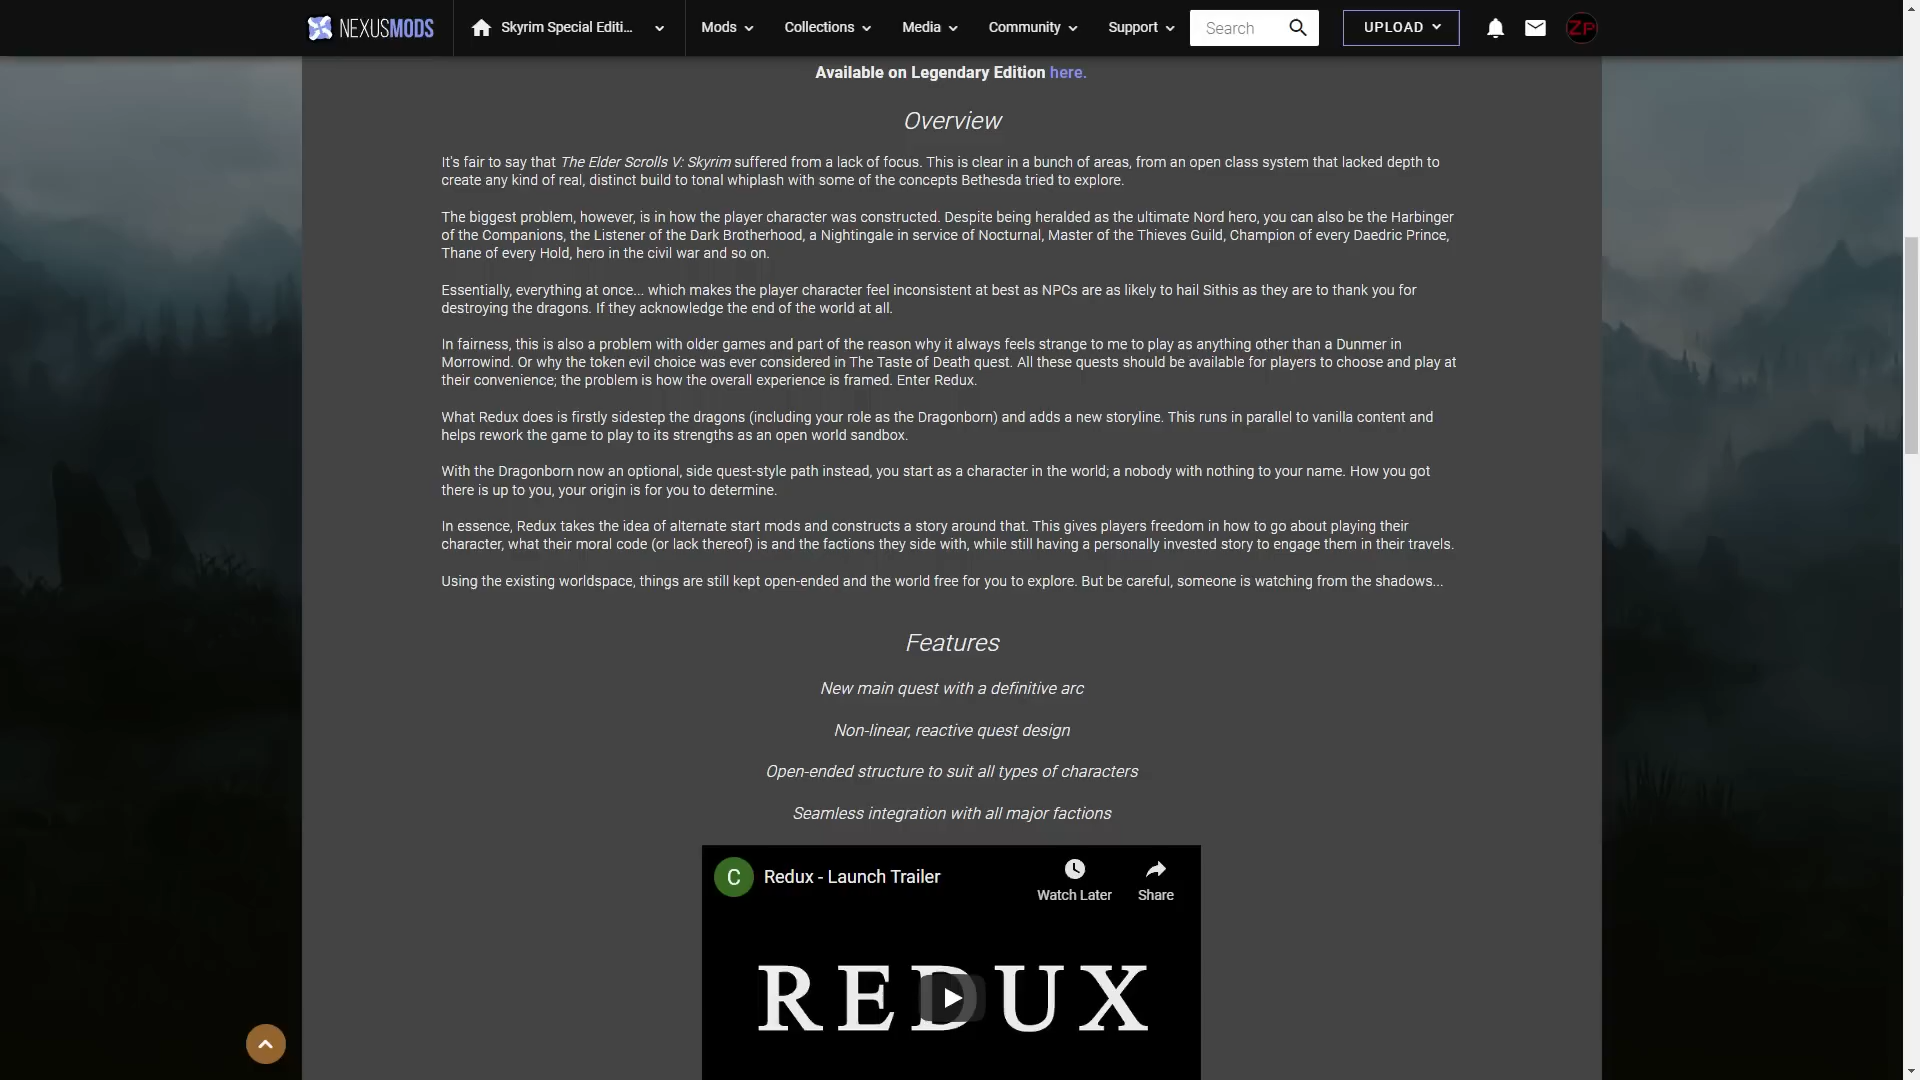 NEXUSMODS
Skyrim Special Editi...
Mods
Collections
Media
Community
Support
Search
UPLOAD
ZP
Available on Legendary Edition here.
Overview
It's fair to say that The Elder Scrolls V: Skyrim suffered from a lack of focus. This is clear in a bunch of areas, from an open class system that lacked depth to
create any kind of real, distinct build to tonal whiplash with some of the concepts Bethesda tried to explore.
The biggest problem, however, is in how the player character was constructed. Despite being heralded as the ultimate Nord hero, you can also be the Harbinger
of the Companions, the Listener of the Dark Brotherhood, a Nightingale in service of Nocturnal, Master of the Thieves Guild, Champion of every Daedric Prince,
Thane of every Hold, hero in the civil war and so on.
Essentially, everything at once... which makes the player character feel inconsistent at best as NPCs are as likely to hail Sithis as they are to thank you for
destroying the dragons. If they acknowledge the end of the world at all.
In fairness, this is also a problem with older games and part of the reason why it always feels strange to me to play as anything other than a Dunmer in
Morrowind. Or why the token evil choice was ever considered in The Taste of Death quest. All these quests should be available for players to choose and play at
their convenience; the problem is how the overall experience is framed. Enter Redux.
What Redux does is firstly sidestep the dragons (including your role as the Dragonborn) and adds a new storyline. This runs in parallel to vanilla content and
helps rework the game to play to its strengths as an open world sandbox.
With the Dragonborn now an optional, side quest-style path instead, you start as a character in the world; a nobody with nothing to your name. How you got
there is up to you, your origin is for you to determine.
In essence, Redux takes the idea of alternate start mods and constructs a story around that. This gives players freedom in how to go about playing their
character, what their moral code (or lack thereof) is and the factions they side with, while still having a personally invested story to engage them in their travels.
Using the existing worldspace, things are still kept open-ended and the world free for you to explore. But be careful, someone is watching from the shadows...
Features
New main quest with a definitive arc
Non-linear, reactive quest design
Open-ended structure to suit all types of characters
Seamless integration with all major factions
C
Redux - Launch Trailer
Watch Later
Share
REDUX